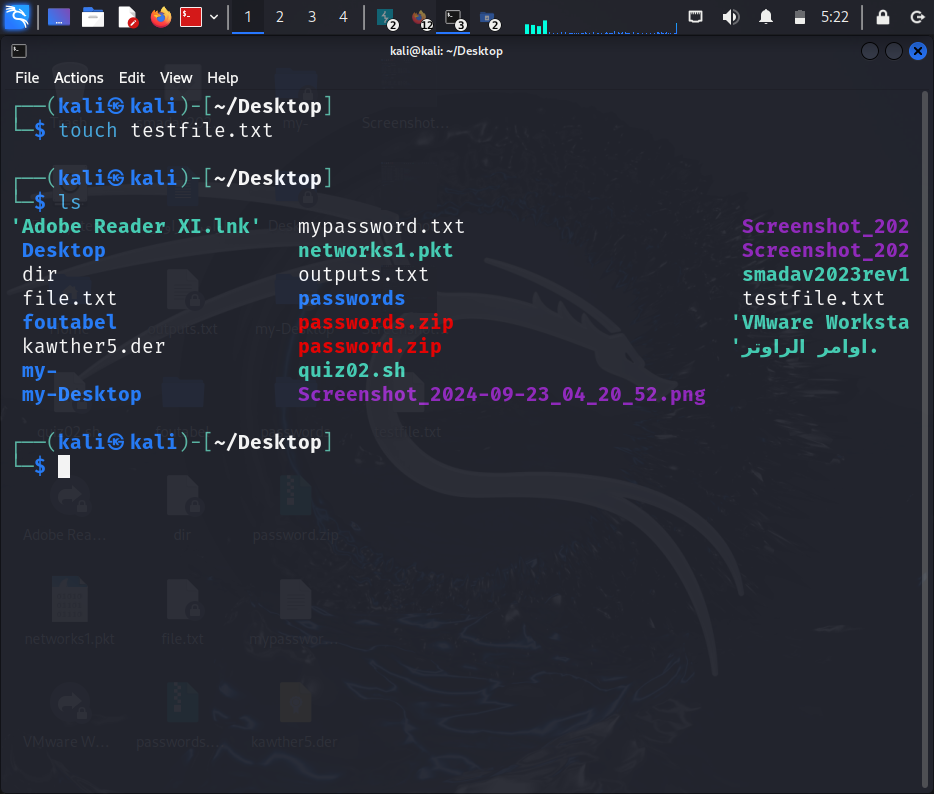 1 2 3 4 2 12 3 2 5:22
kali@kali: ~/Desktop
File Actions Edit View Help
┌──(kali㉿kali)-[~/Desktop]
└─$ touch testfile.txt
┌──(kali㉿kali)-[~/Desktop]
└─$ ls
'Adobe Reader XI.lnk' mypassword.txt Screenshot_202
Desktop networks1.pkt Screenshot_202
dir outputs.txt smadav2023rev1
file.txt passwords testfile.txt
foutabel passwords.zip 'VMware Worksta
kawther5.der password.zip 'اوامر الراوتر.
my- quiz02.sh
my-Desktop Screenshot_2024-09-23_04_20_52.png
┌──(kali㉿kali)-[~/Desktop]
└─$
Adobe Rea... dir password.zip
networks1.pkt file.txt mypasswor...
VMware W... passwords.... kawther5.der